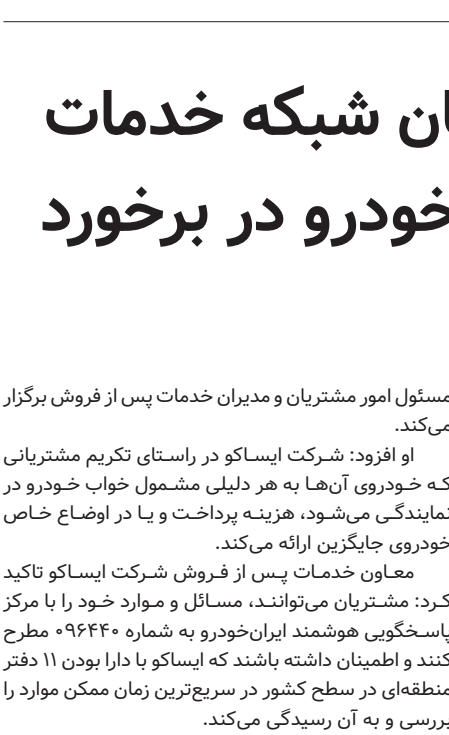 ان شبکه خدمات
خودرو در برخورد
مسئول امور مشتریان و مدیران خدمات پس از فروش برگزار
می‌کند.
او افزود: شرکت ایساکو در راستای تکریم مشتریانی
که خودروی آن‌ها به هر دلیلی مشمول خواب خودرو در
نمایندگی می‌شود، هزینه پرداخت و یا در اوضاع خاص
خودروی جایگزین ارائه می‌کند.
معاون خدمات پس از فروش شرکت ایساکو تاکید
کرد: مشتریان می‌توانند، مسائل و موارد خود را با مرکز
پاسخگویی هوشمند ایران‌خودرو به شماره ۰۹۶۴۴۰ مطرح
کنند و اطمینان داشته باشند که ایساکو با دارا بودن ۱۱ دفتر
منطقه‌ای در سطح کشور در سریع‌ترین زمان ممکن موارد را
بررسی و به آن رسیدگی می‌کند.